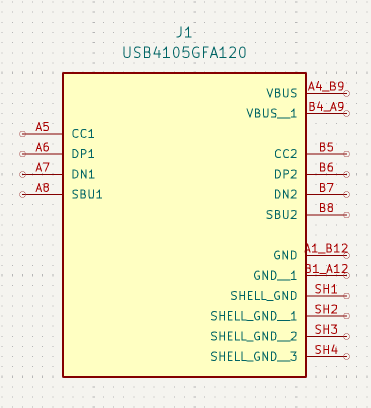 J1
USB4105GFA120
VBUS A4_B9
VBUS__1 B4_A9
A5 CC1
A6 DP1 CC2 B5
A7 DN1 DP2 B6
A8 SBU1 DN2 B7
SBU2 B8
GND A1_B12
GND__1 B1_A12
SHELL_GND SH1
SHELL_GND__1 SH2
SHELL_GND__2 SH3
SHELL_GND__3 SH4